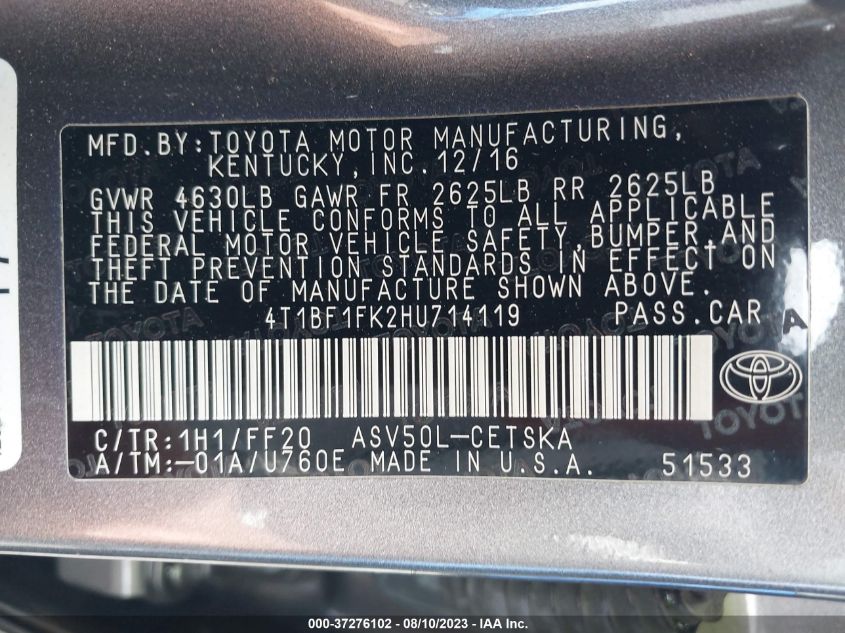 MFD.BY:TOYOTA MOTOR MANUFACTURING,
KENTUCKY,INC.12/16
GVWR 4630LB GAWR FR 2625LB RR 2625LB
THIS VEHICLE CONFORMS TO ALL APPLICABLE
FEDERAL MOTOR VEHICLE SAFETY,BUMPER,AND
THEFT PREVENTION STANDARDS IN EFFECT ON
THE DATE OF MANUFACTURE SHOWN ABOVE.
4T1BF1FK2HU714119 PASS.CAR
A
C/TR:1H1/FF20 ASV50L-CETSKA
A/TM:-01A/U760E MADE IN U.S.A. 51533
000-37276102 - 08/10/2023 - IAAI.com